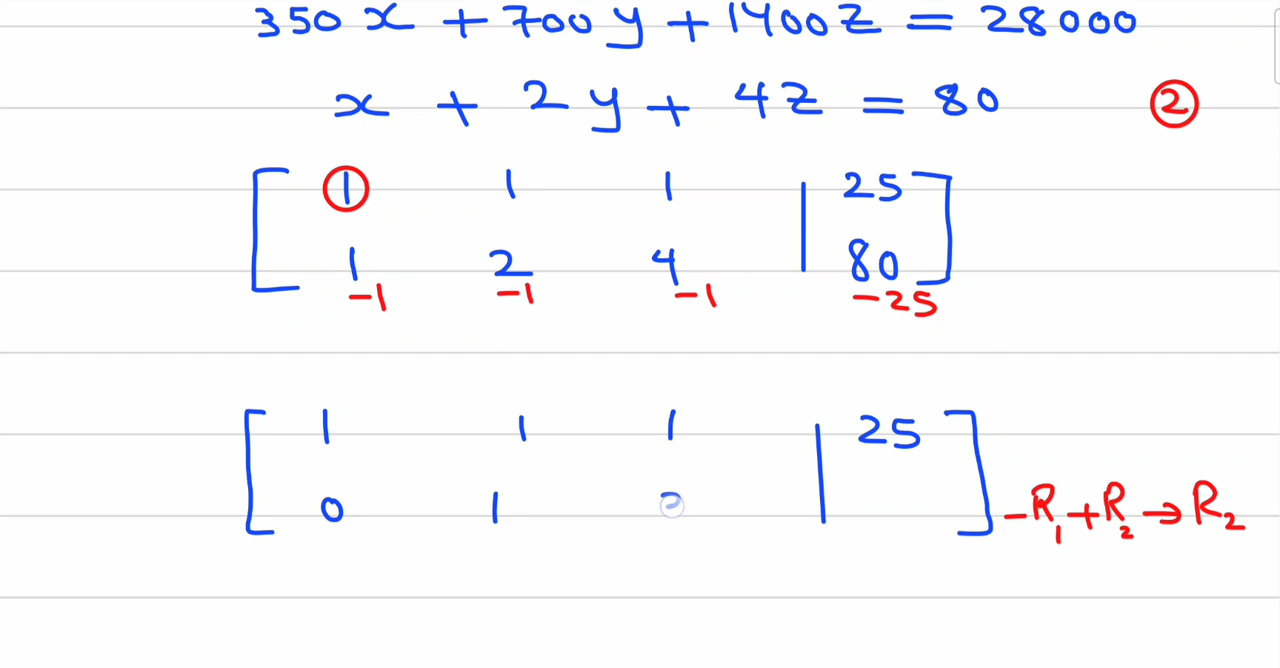 350x + 700y + 1400z = 28000
x + 2y + 4z = 80 ②
[ 1 1 1 | 25 ]
[ 1 2 4 | 80 ]
-1 -1 -1 -25
[ 1 1 1 | 25 ]
[ 0 1 | ] -R₁ + R₂ → R₂